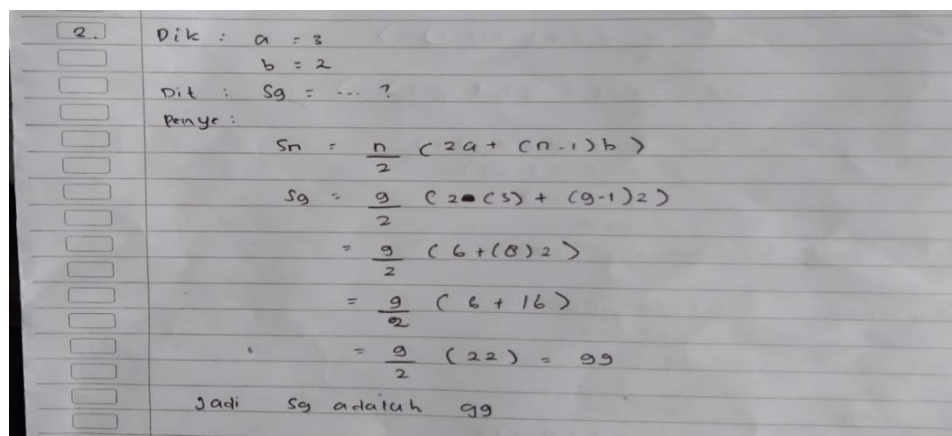 2. Dik : a = 3
b = 2
Dit : S9 = ... ?
Penye :
Sn = n/2 (2a + (n-1)b)
S9 = 9/2 (2 (3) + (9-1)2)
= 9/2 (6+(8)2)
= 9/2 (6 + 16)
= 9/2 (22) = 99
Jadi S9 adalah 99